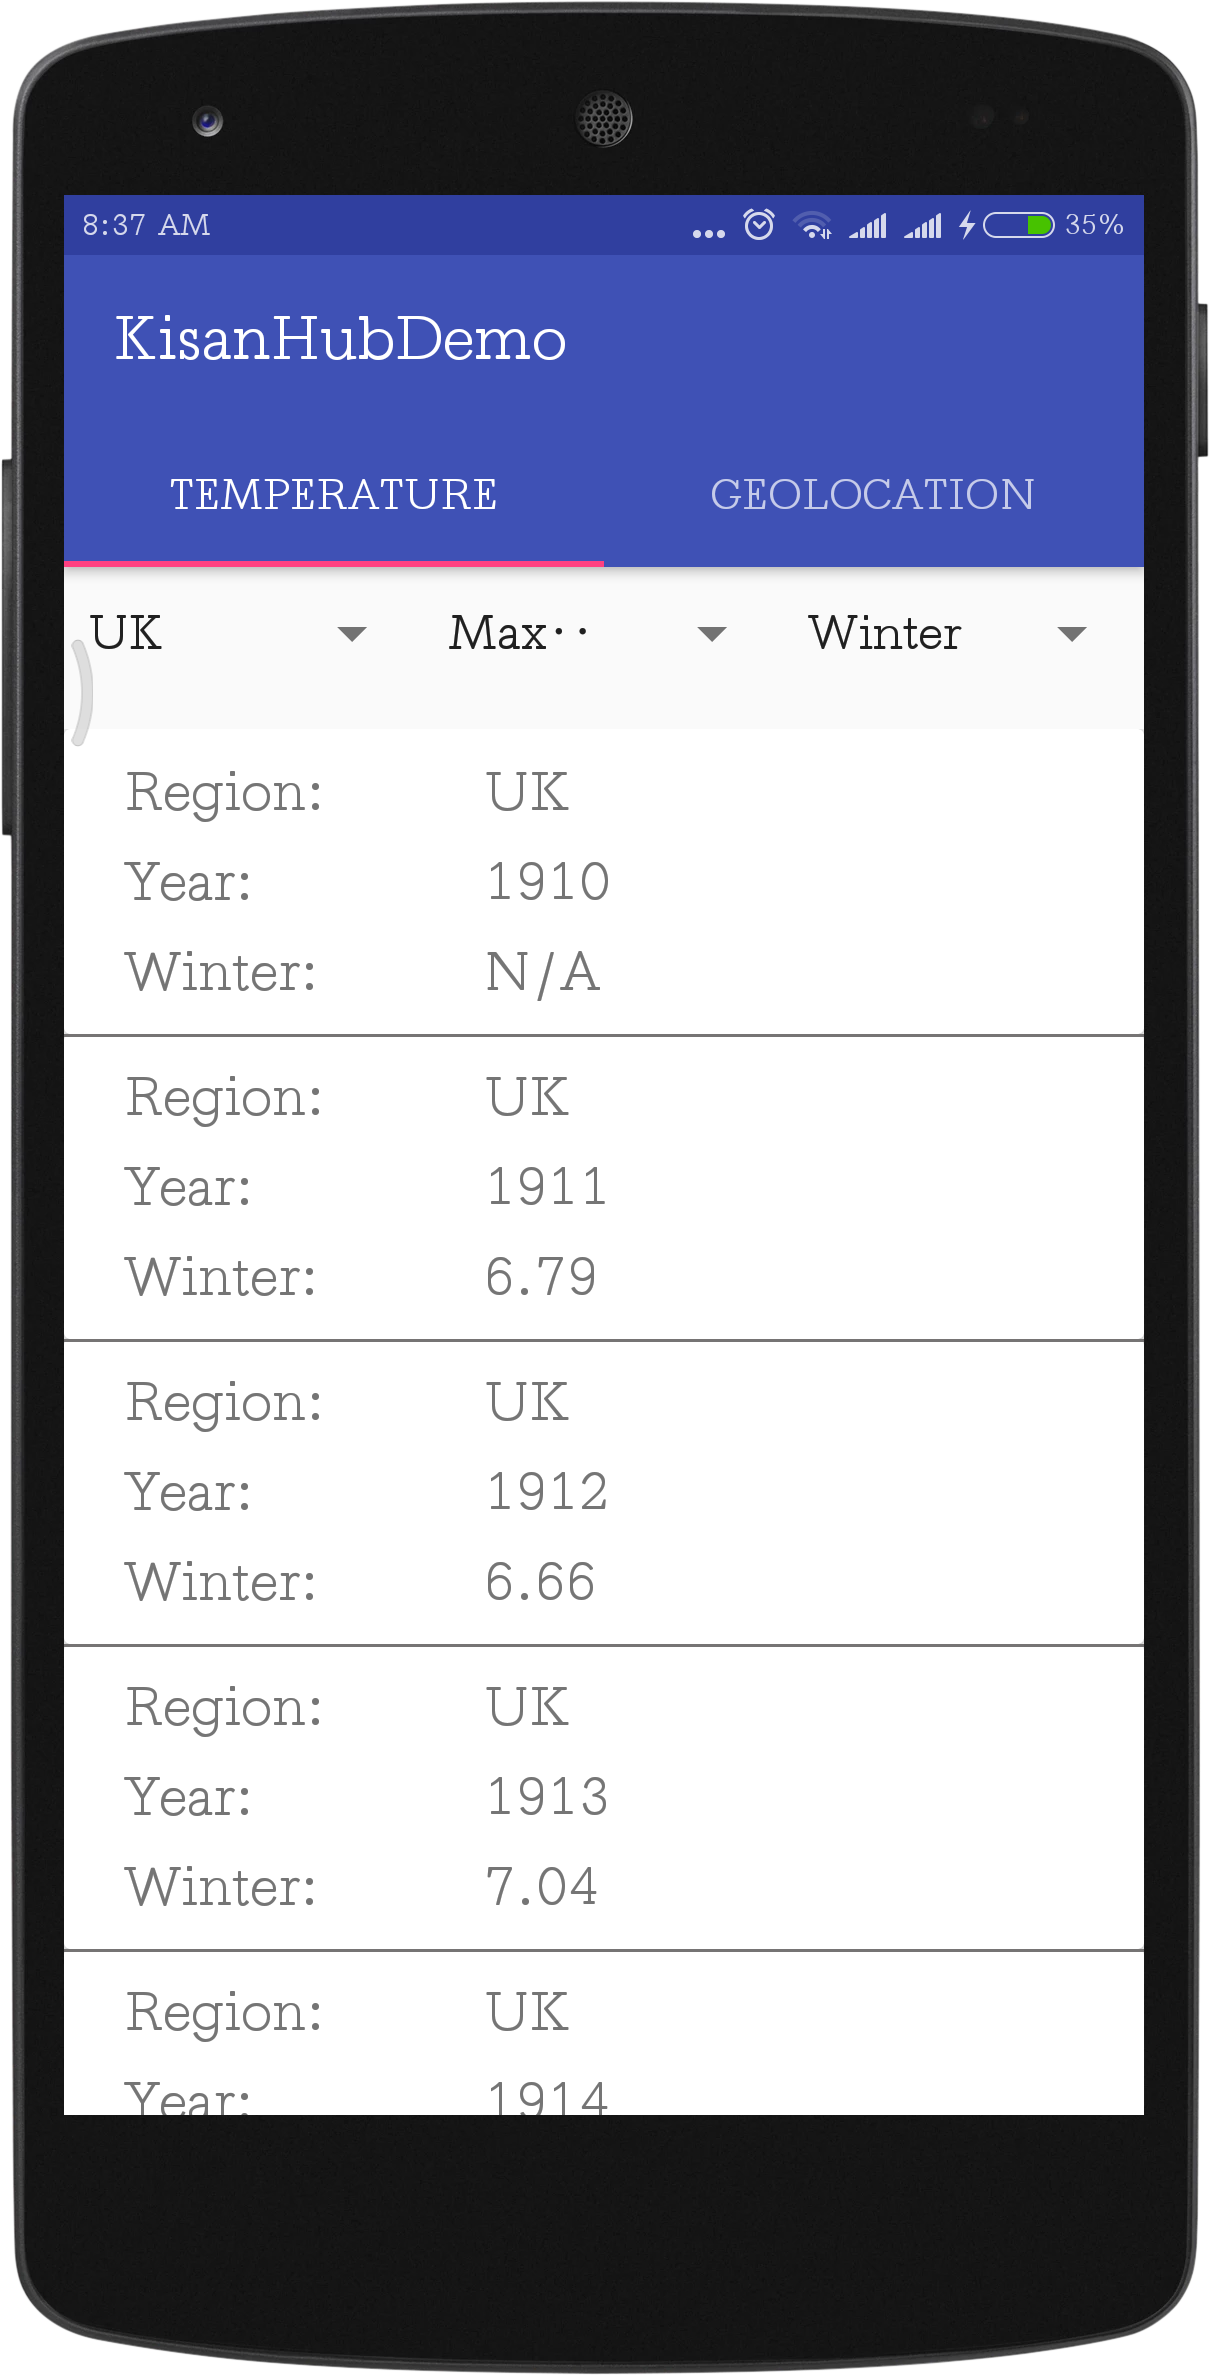 8:37 AM 35%
KisanHubDemo
TEMPERATURE GEOLOCATION
UK Max·· Winter
Region: UK
Year: 1910
Winter: N/A
Region: UK
Year: 1911
Winter: 6.79
Region: UK
Year: 1912
Winter: 6.66
Region: UK
Year: 1913
Winter: 7.04
Region: UK
Year: 1914